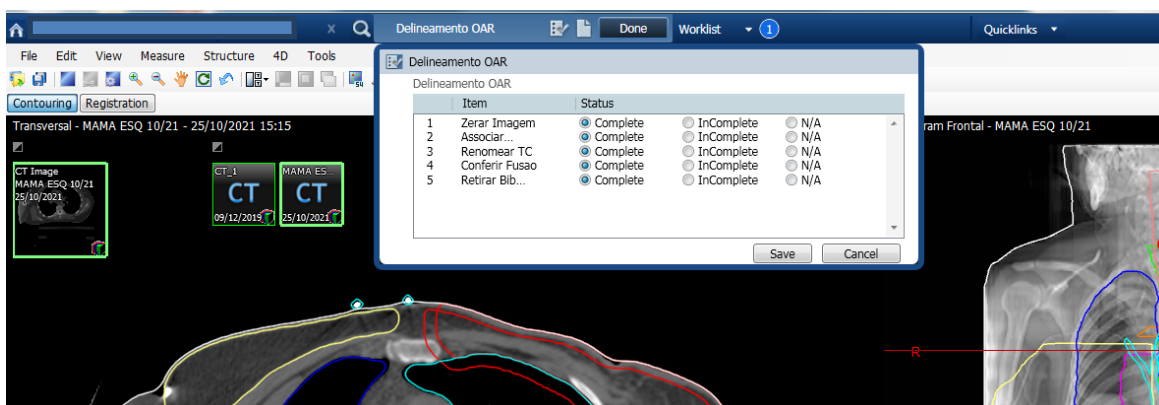 x Delineamento OAR Done Worklist 1 Quicklinks
File Edit View Measure Structure 4D Tools
Contouring Registration
Delineamento OAR
Delineamento OAR
Item Status
1 Zerar Imagem Complete InComplete N/A
2 Associar... Complete InComplete N/A
3 Renomear TC Complete InComplete N/A
4 Conferir Fusao Complete InComplete N/A
5 Retirar Bib... Complete InComplete N/A
Save Cancel
Transversal - MAMA ESQ 10/21 - 25/10/2021 15:15
ram Frontal - MAMA ESQ 10/21
CT Image
MAMA ESQ 10/21
25/10/2021
CT_1
CT
09/12/2019
MAMA ES...
CT
25/10/2021
R